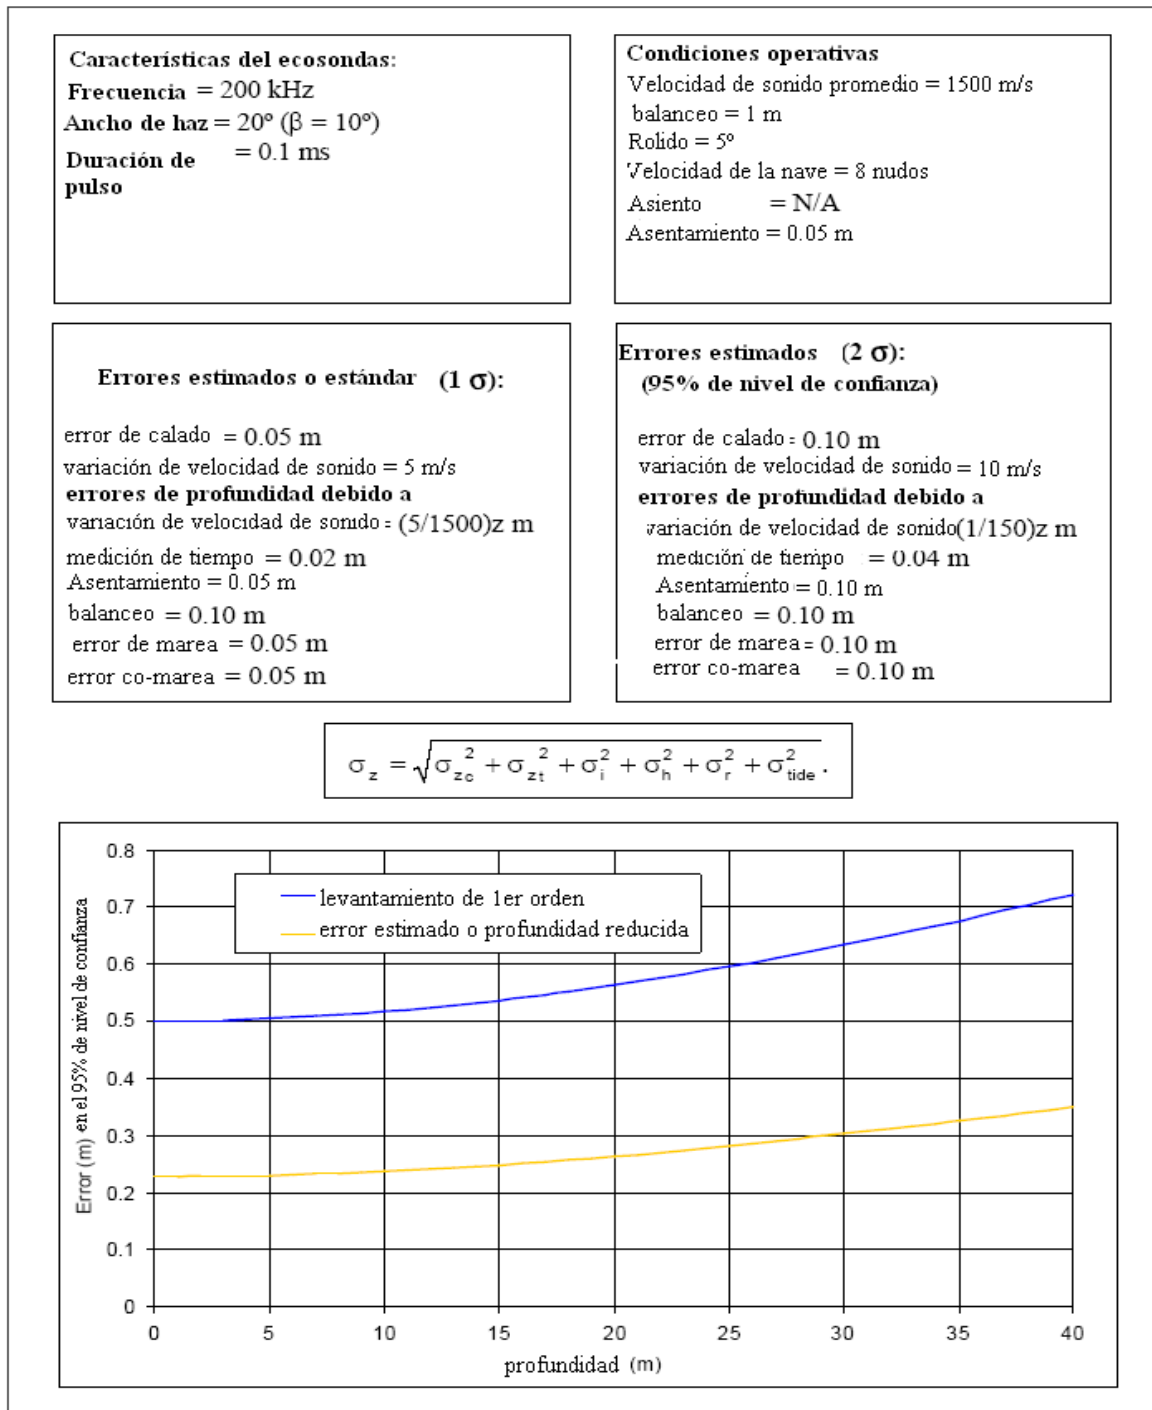 Características del ecosondas:
Frecuencia = 200 kHz
Ancho de haz = 20º (β = 10º)
Duración de = 0.1 ms
pulso
Condiciones operativas
Velocidad de sonido promedio = 1500 m/s
balanceo = 1 m
Rolido = 5º
Velocidad de la nave = 8 nudos
Asiento = N/A
Asentamiento = 0.05 m
Errores estimados o estándar (1 σ):
error de calado = 0.05 m
variación de velocidad de sonido = 5 m/s
errores de profundidad debido a
variación de velocidad de sonido = (5/1500)z m
medición de tiempo = 0.02 m
Asentamiento = 0.05 m
balanceo = 0.10 m
error de marea = 0.05 m
error co-marea = 0.05 m
Errores estimados (2 σ):
(95% de nivel de confianza)
error de calado = 0.10 m
variación de velocidad de sonido = 10 m/s
errores de profundidad debido a
variación de velocidad de sonido (1/150)z m
medición de tiempo = 0.04 m
Asentamiento = 0.10 m
balanceo = 0.10 m
error de marea = 0.10 m
error co-marea = 0.10 m
σz = √σzc² + σzt² + σi² + σh² + σr² + σtide².
levantamiento de 1er orden
error estimado o profundidad reducida
Error (m) en el 95% de nivel de confianza
0.8
0.7
0.6
0.5
0.4
0.3
0.2
0.1
0
0 5 10 15 20 25 30 35 40
profundidad (m)